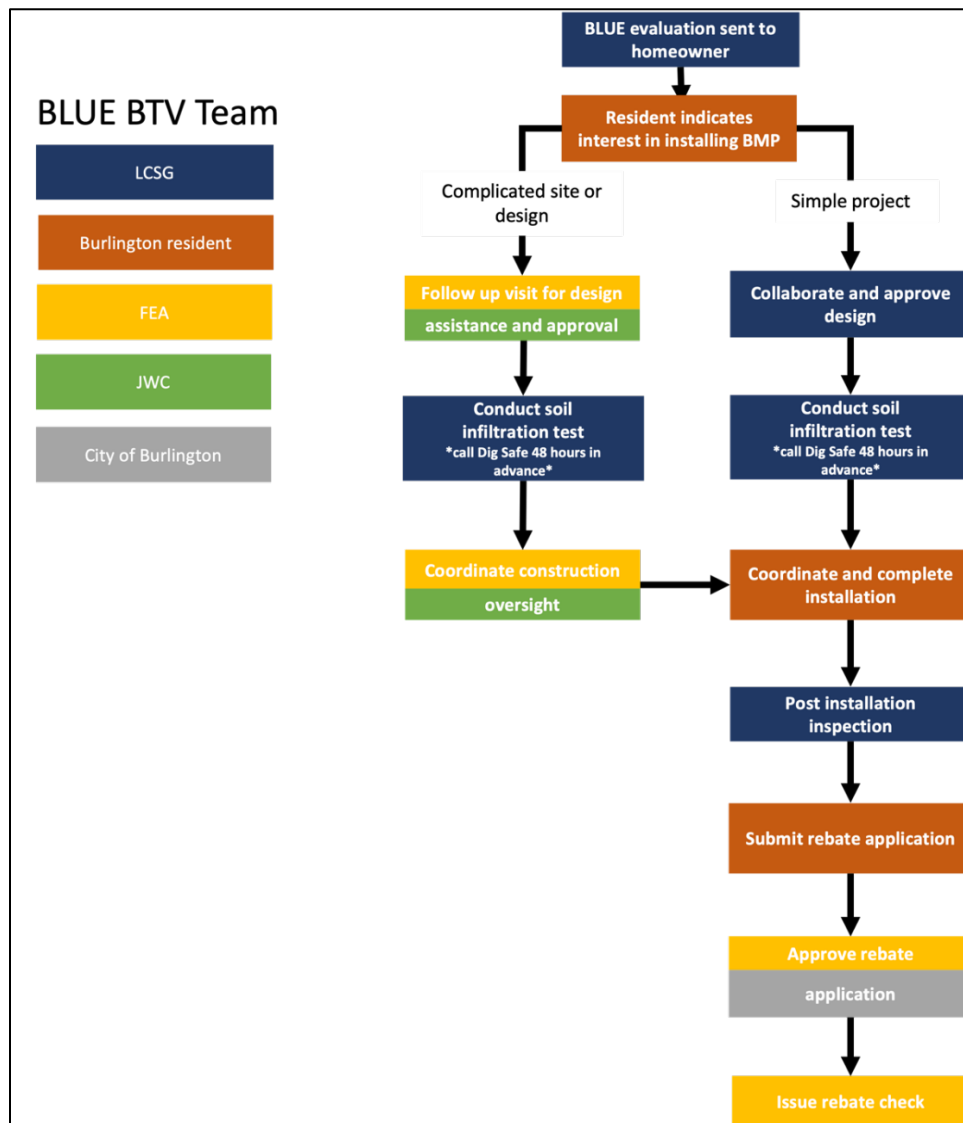 BLUE BTV Team
LCSG
Burlington resident
FEA
JWC
City of Burlington
BLUE evaluation sent to
homeowner
Resident indicates
interest in installing BMP
Complicated site or
design
Simple project
Follow up visit for design
assistance and approval
Collaborate and approve
design
Conduct soil
infiltration test
*call Dig Safe 48 hours in
advance*
Conduct soil
infiltration test
*call Dig Safe 48 hours in
advance*
Coordinate construction
oversight
Coordinate and complete
installation
Post installation
inspection
Submit rebate application
Approve rebate
application
Issue rebate check